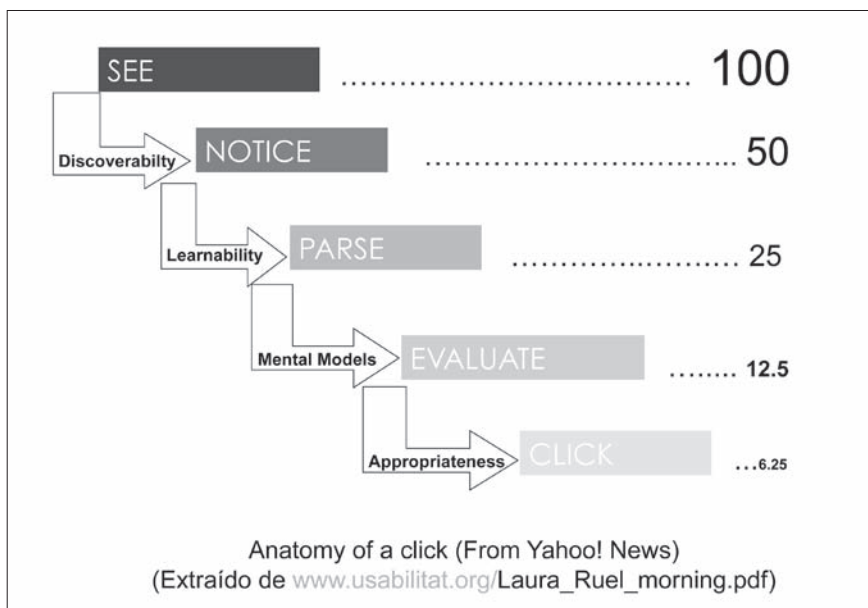 SEE ........................................ 100
Discoverabilty NOTICE .................................... 50
Learnability PARSE .......................... 25
Mental Models EVALUATE ........ 12.5
Appropriateness CLICK ...6.25
Anatomy of a click (From Yahoo! News)
(Extraído de www.usabilitat.org/Laura_Ruel_morning.pdf)